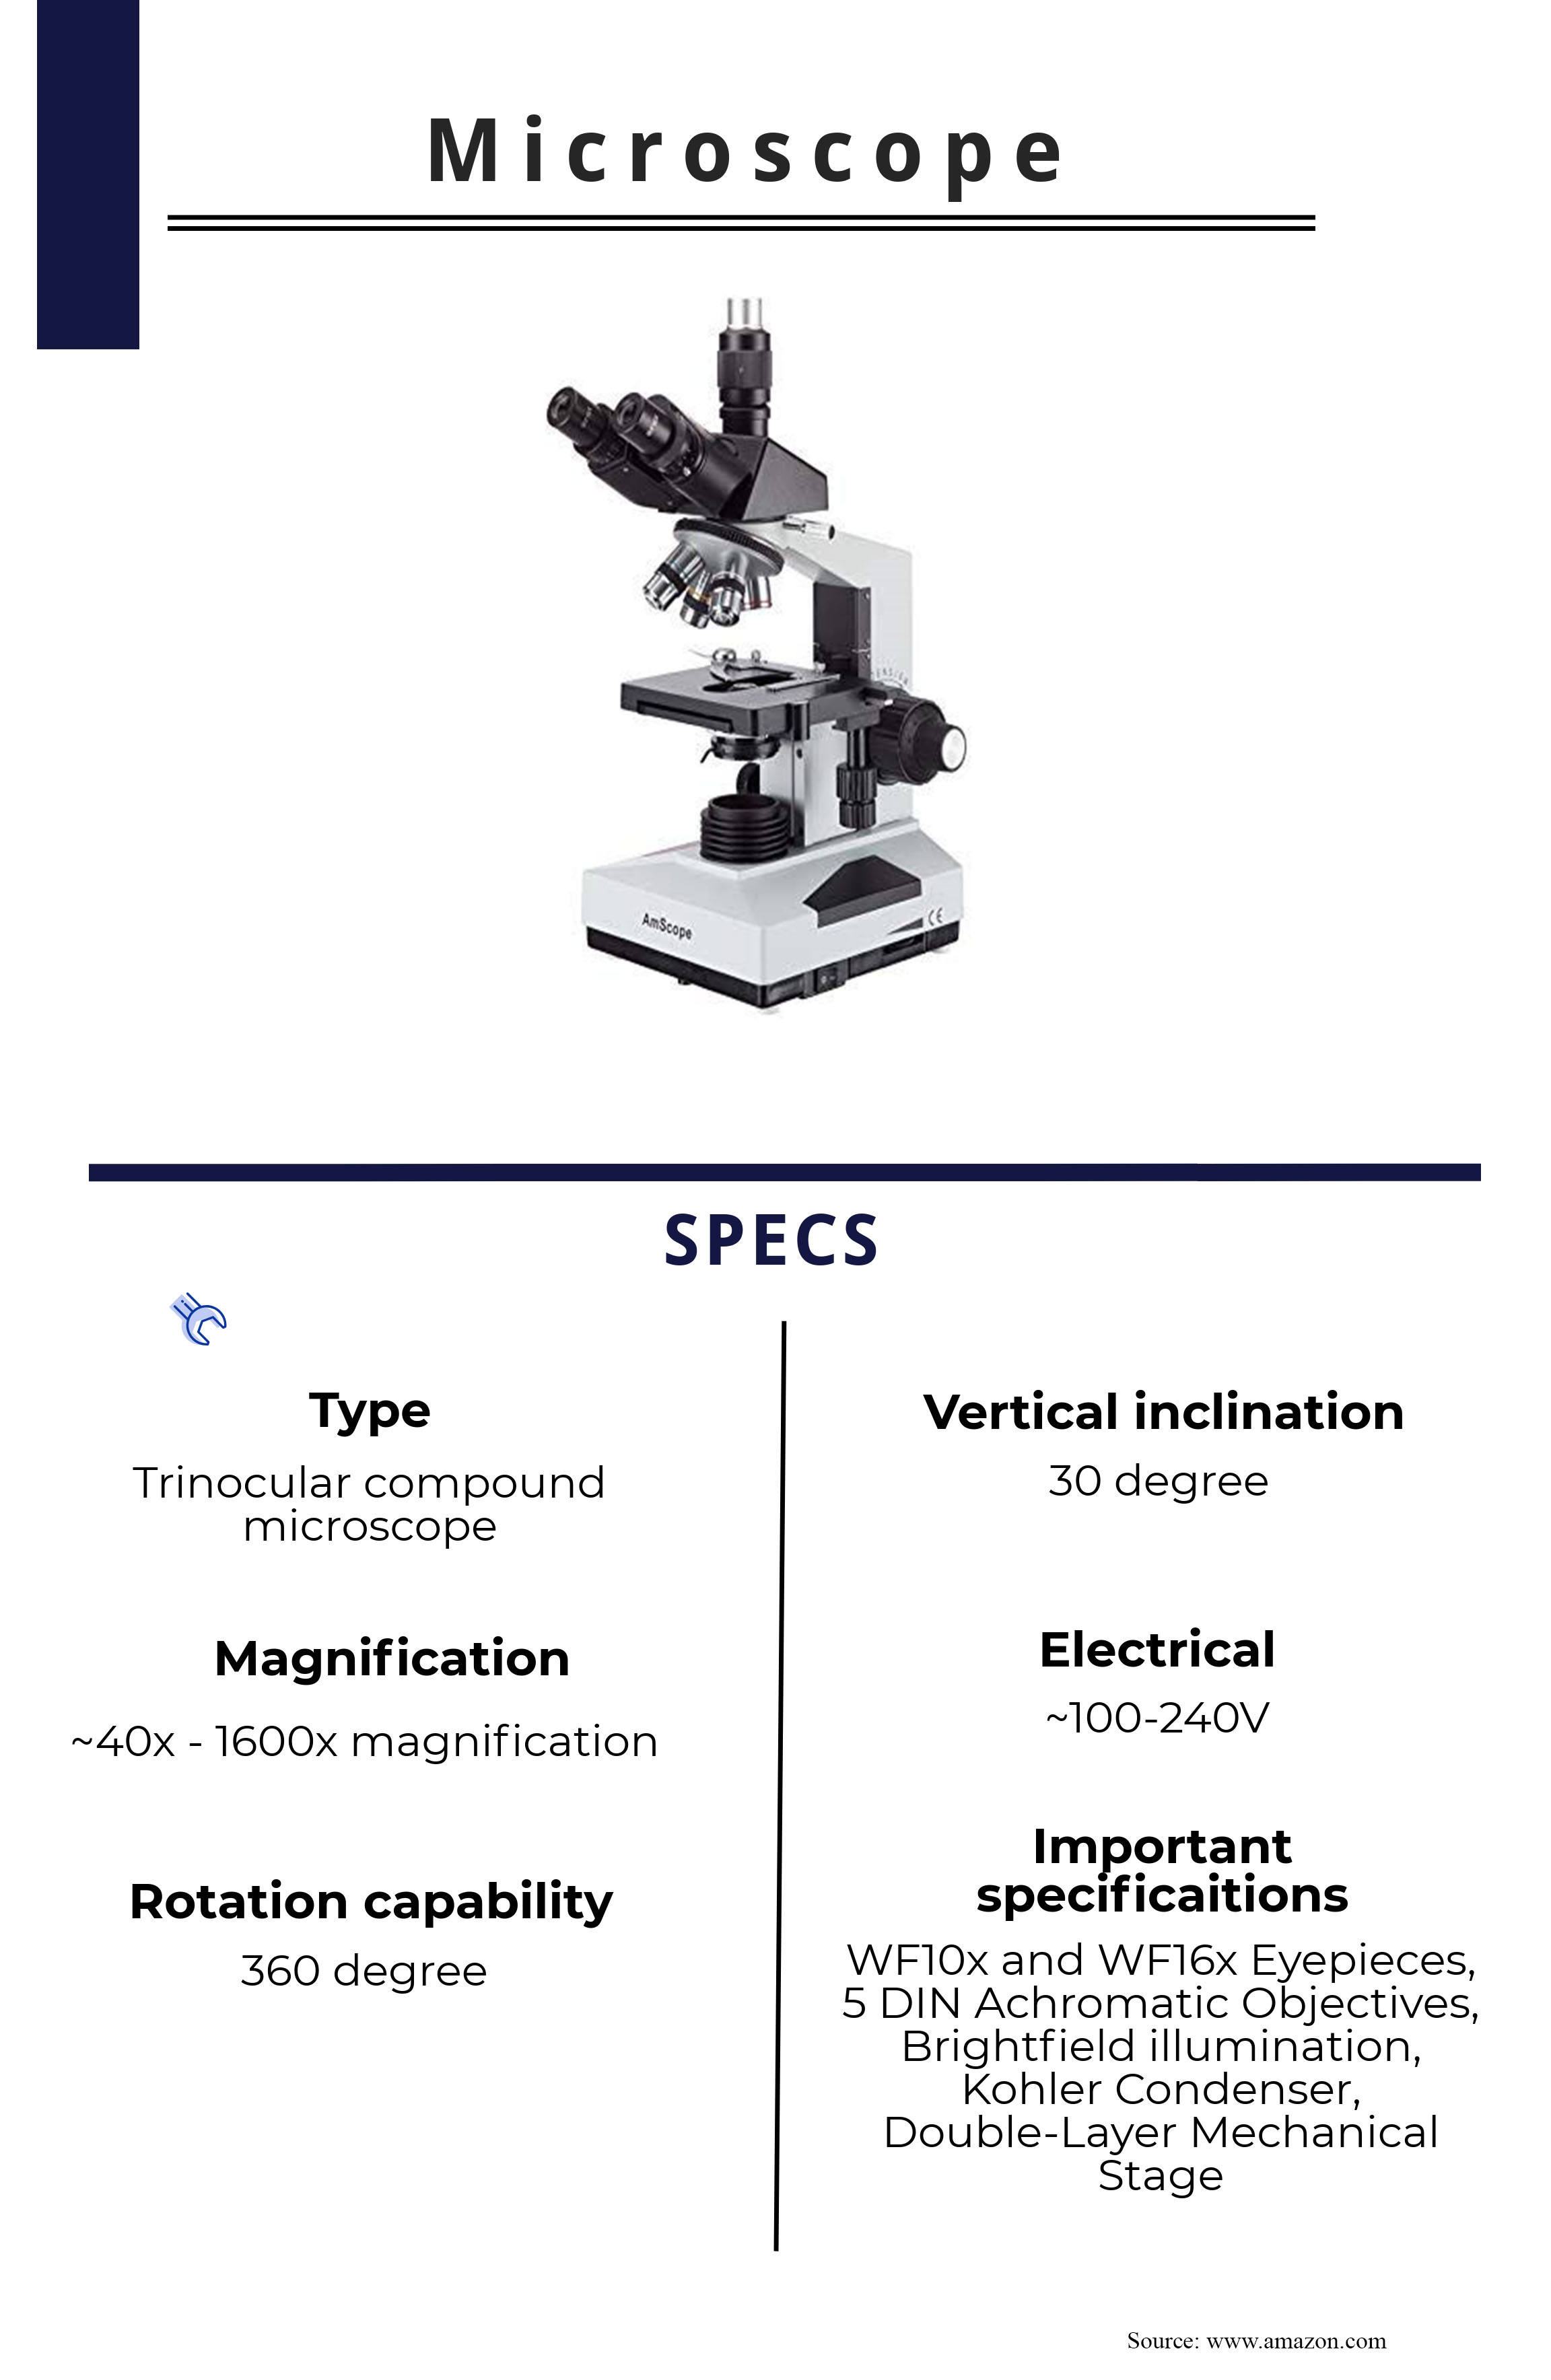 Microscope
AmScope
CE
SPECS
Type
Trinocular compound
microscope
Magnification
~40x - 1600x magnification
Rotation capability
360 degree
Vertical inclination
30 degree
Electrical
~100-240V
Important
specificaitions
WF10x and WF16x Eyepieces,
5 DIN Achromatic Objectives,
Brightfield illumination,
Kohler Condenser,
Double-Layer Mechanical
Stage
Source: www.amazon.com